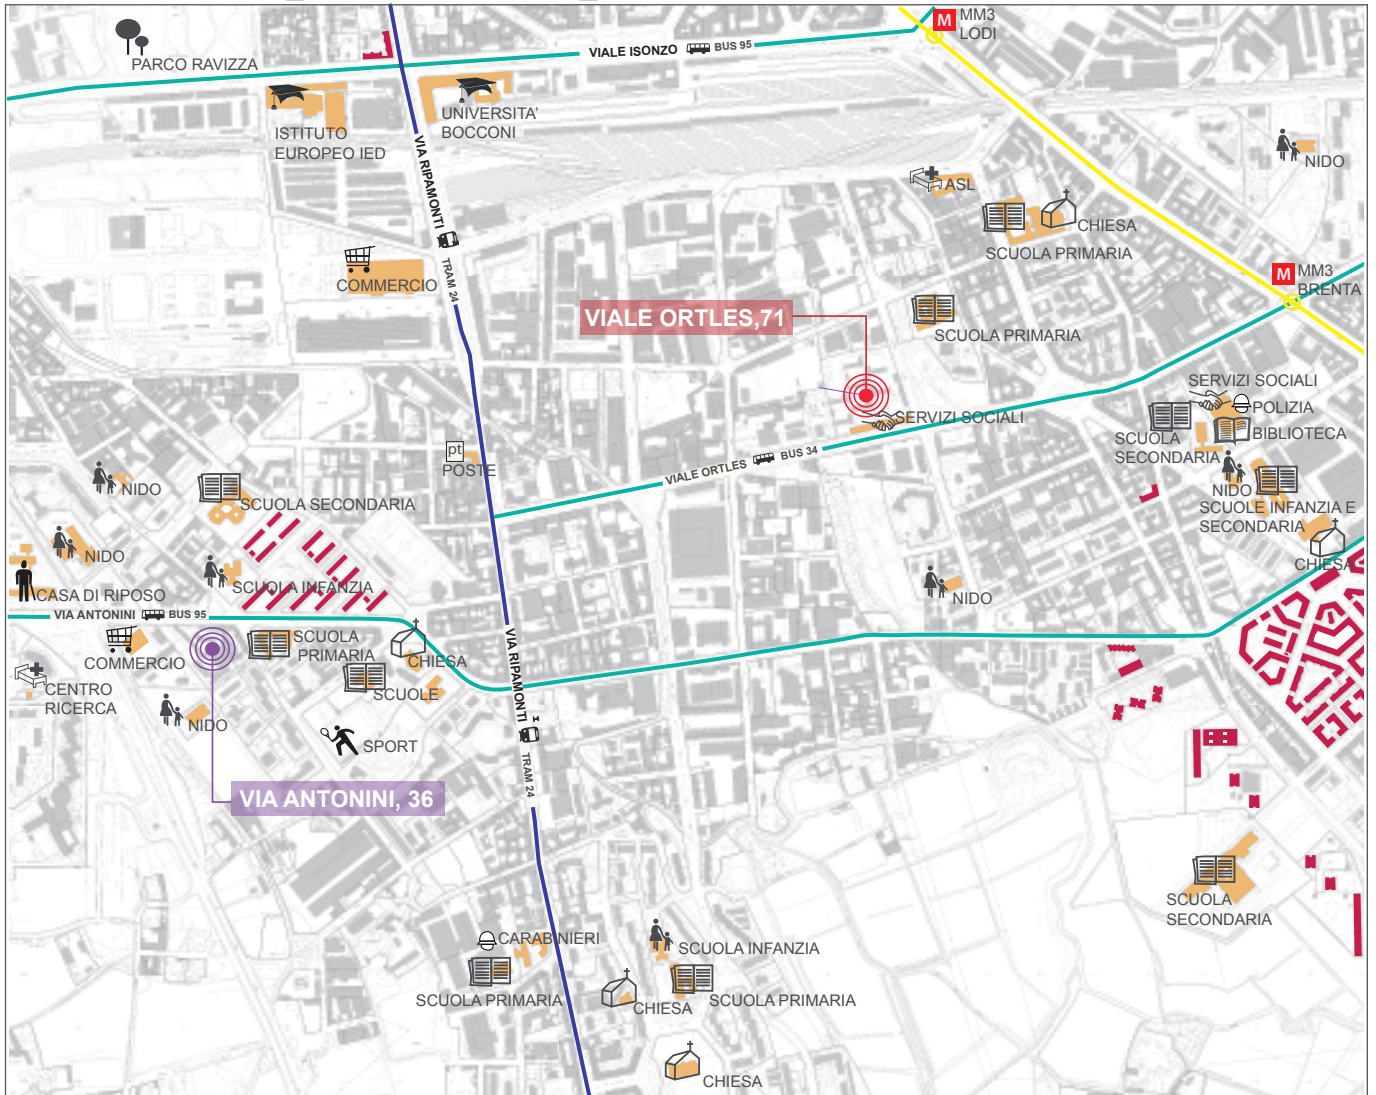 MM3
LODI
VIALE ISONZO BUS 95
PARCO RAVIZZA
UNIVERSITA'
BOCCONI
ISTITUTO
EUROPEO IED
VIA RIPAMONTI
TRAM 24
NIDO
ASL
CHIESA
SCUOLA PRIMARIA
COMMERCIO
MM3
BRENTA
VIALE ORTLES,71
SCUOLA PRIMARIA
SERVIZI SOCIALI
POLIZIA
SERVIZI SOCIALI
BIBLIOTECA
SCUOLA
SECONDARIA
pt
POSTE
VIALE ORTLES BUS 34
NIDO
SCUOLA SECONDARIA
NIDO
SCUOLE INFANZIA E
SECONDARIA
CHIESA
NIDO
SCUOLA INFANZIA
CASA DI RIPOSO
NIDO
VIA ANTONINI BUS 95
SCUOLA
PRIMARIA
COMMERCIO
CHIESA
VIA RIPAMONTI
TRAM 24
CENTRO
RICERCA
SCUOLE
NIDO
SPORT
VIA ANTONINI, 36
SCUOLA
SECONDARIA
CARABINIERI
SCUOLA INFANZIA
SCUOLA PRIMARIA
CHIESA
SCUOLA PRIMARIA
CHIESA
M
M